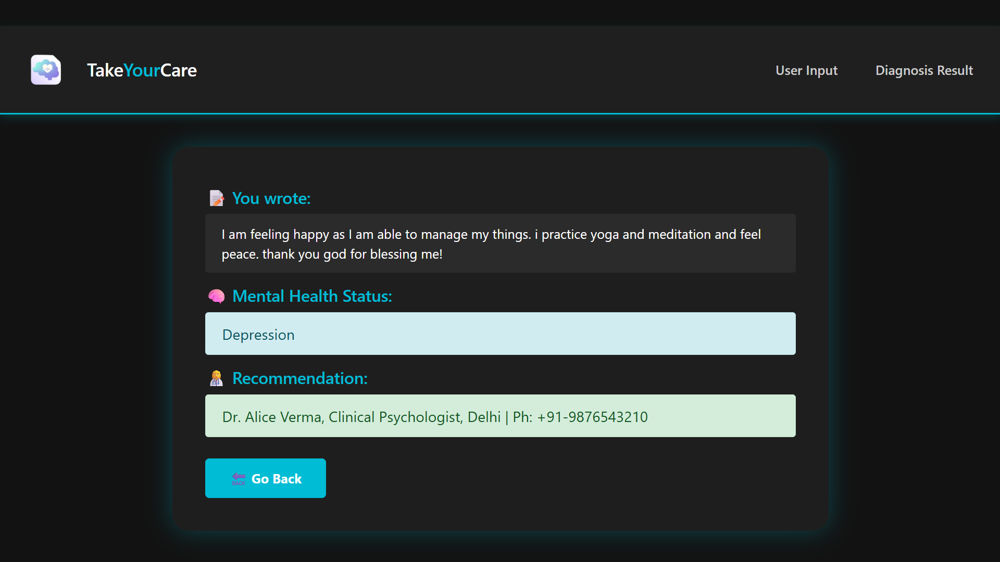 TakeYourCare
User Input
Diagnosis Result
You wrote:
I am feeling happy as I am able to manage my things. i practice yoga and meditation and feel
peace. thank you god for blessing me!
Mental Health Status:
Depression
Recommendation:
Dr. Alice Verma, Clinical Psychologist, Delhi | Ph: +91-9876543210
BACK Go Back